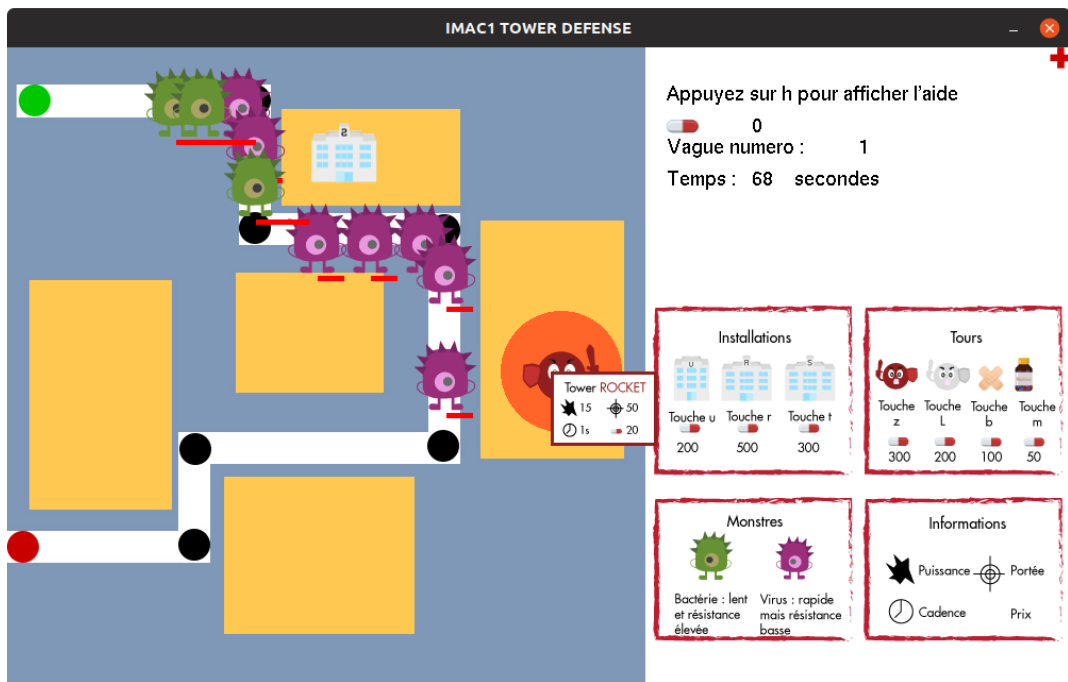 IMAC1 TOWER DEFENSE
Appuyez sur h pour afficher l'aide
0
Vague numero : 1
Temps : 68 secondes
S
Tower ROCKET
15 50
1s 20
Installations
U R S
Touche u Touche r Touche t
200 500 300
Tours
Touche Touche Touche Touche
z L b m
300 200 100 50
Monstres
Bactérie : lent
et résistance
élevée
Virus : rapide
mais résistance
basse
Informations
Puissance Portée
Cadence Prix